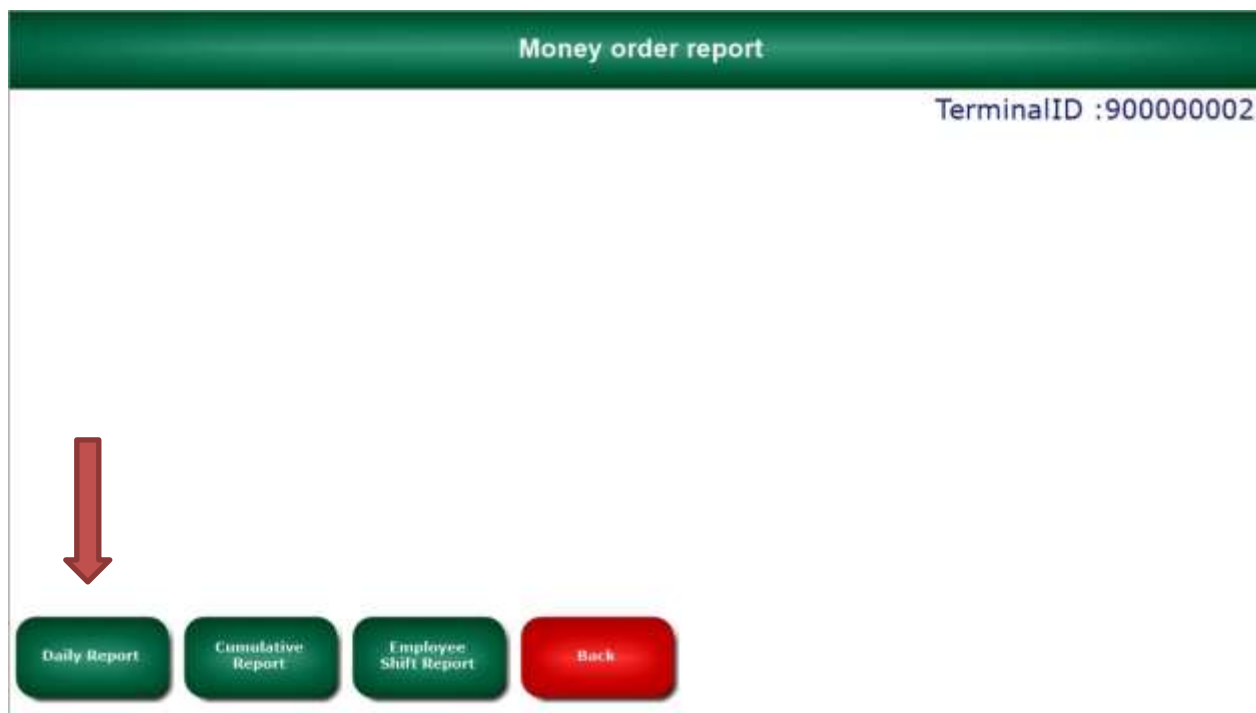 Money order report
TerminalID :900000002
Daily Report
Cumulative
Report
Employee
Shift Report
Back